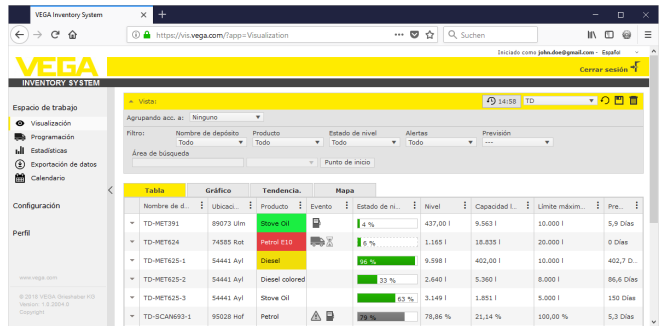 VEGA Inventory System
https://vis.vega.com/?app=Visualization
Suchen
Iniciado como john.doe@gmail.com - Español
VEGA
INVENTORY SYSTEM
Cerrar sesión
Espacio de trabajo
Visualización
Programación
Estadísticas
Exportación de datos
Calendario
Configuración
Perfil
www.vega.com
© 2019 VEGA Grieshaber KG
Copyright
Vista:
14:58
TD
Agrupando acc. a: Ninguno
Filtro: Nombre de depósito Producto Estado de nivel Alertas Previsión
Todo Todo Todo Todo ---
Área de búsqueda
Punto de inicio
Tabla Gráfico Tendencia. Mapa
Nombre de d... Ubicaci... Producto Evento Estado de ni... Nivel Capacidad l... Límite máxim... Pre...
TD-MET391 89073 Ulm Stove Oil 4 % 437,00 l 9.563 l 10.000 l 5,9 Días
TD-MET624 74585 Rot Petrol E10 6 % 1.165 l 18.835 l 20.000 l 0 Días
TD-MET625-1 54441 Ayl Diesel 96 % 9.598 l 402,00 l 10.000 l 402,7 D...
TD-MET625-2 54441 Ayl Diesel colored 33 % 2.640 l 5.360 l 8.000 l 86,6 Días
TD-MET625-3 54441 Ayl Stove Oil 63 % 3.149 l 1.851 l 5.000 l 150 Días
TD-SCAN693-1 95028 Hof Petrol 79 % 78,86 % 21,14 % 100,00 % 5,3 Días